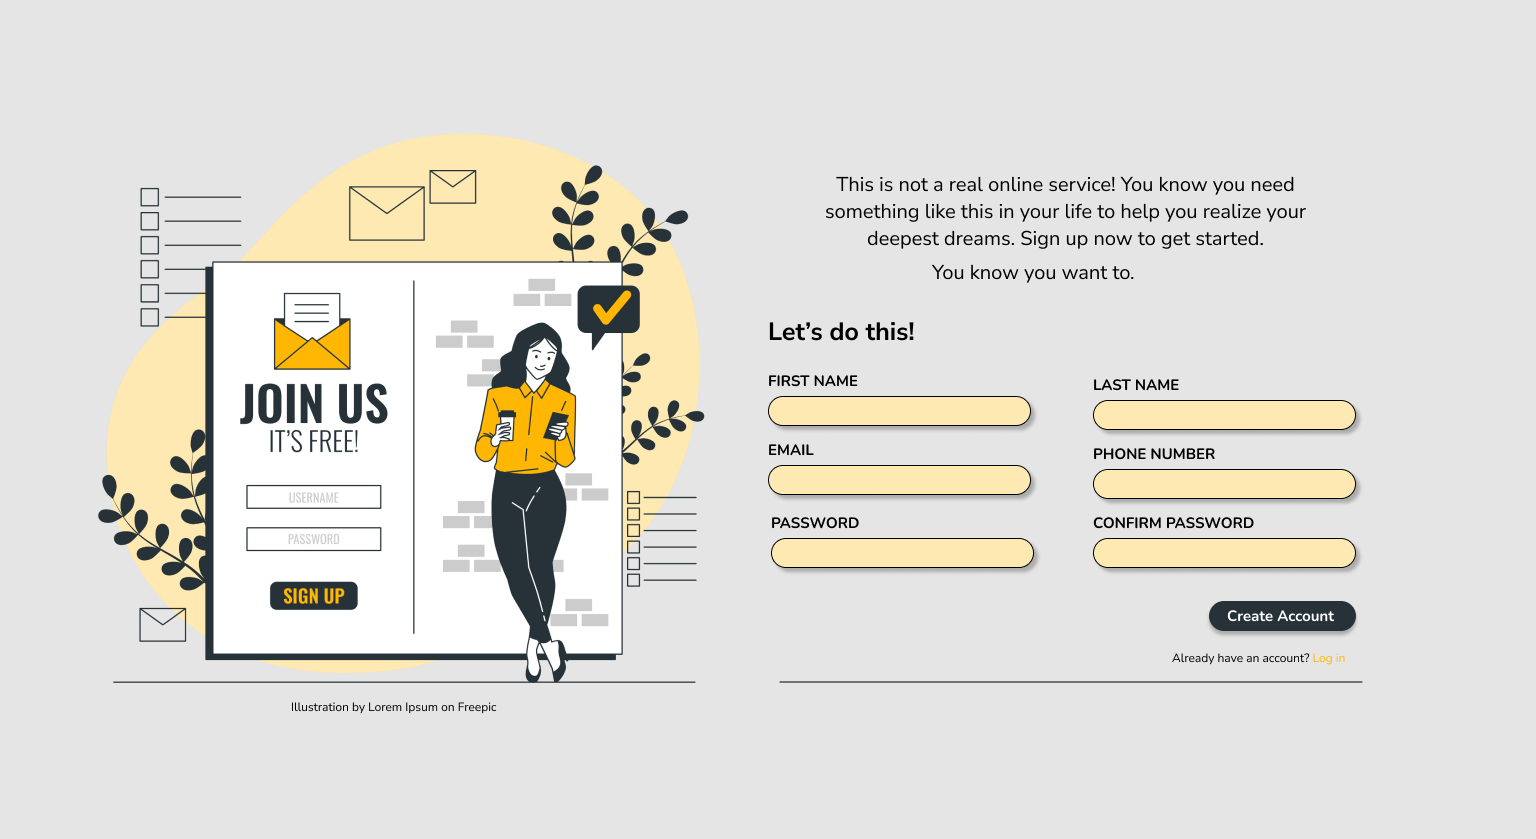 JOIN US
IT’S FREE!
USERNAME
PASSWORD
SIGN UP
Illustration by Lorem Ipsum on Freepic
This is not a real online service! You know you need
something like this in your life to help you realize your
deepest dreams. Sign up now to get started.
You know you want to.
Let’s do this!
FIRST NAME
LAST NAME
EMAIL
PHONE NUMBER
PASSWORD
CONFIRM PASSWORD
Create Account
Already have an account? Log in